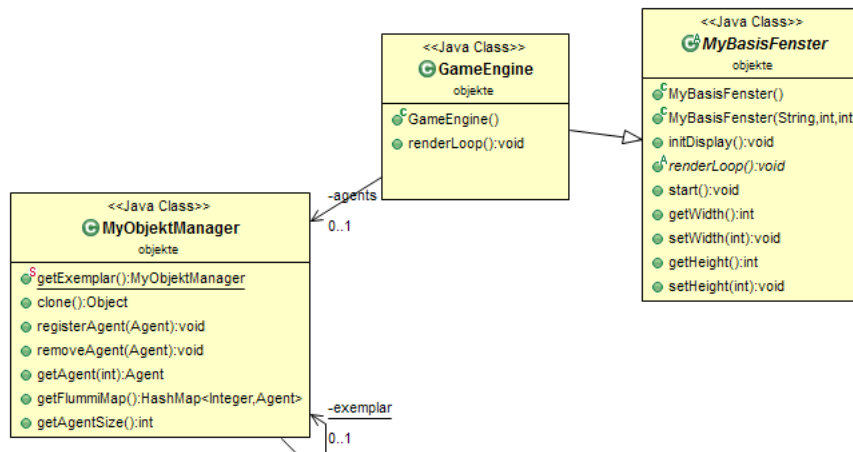 <<Java Class>>
GameEngine
objekte
GameEngine()
renderLoop():void
<<Java Class>>
MyBasisFenster
objekte
MyBasisFenster()
MyBasisFenster(String,int,int
initDisplay():void
renderLoop():void
start():void
getWidth():int
setWidth(int):void
getHeight():int
setHeight(int):void
-agents
0..1
<<Java Class>>
MyObjektManager
objekte
getExemplar():MyObjektManager
clone():Object
registerAgent(Agent):void
removeAgent(Agent):void
getAgent(int):Agent
getFlummiMap():HashMap<Integer,Agent>
getAgentSize():int
-exemplar
0..1